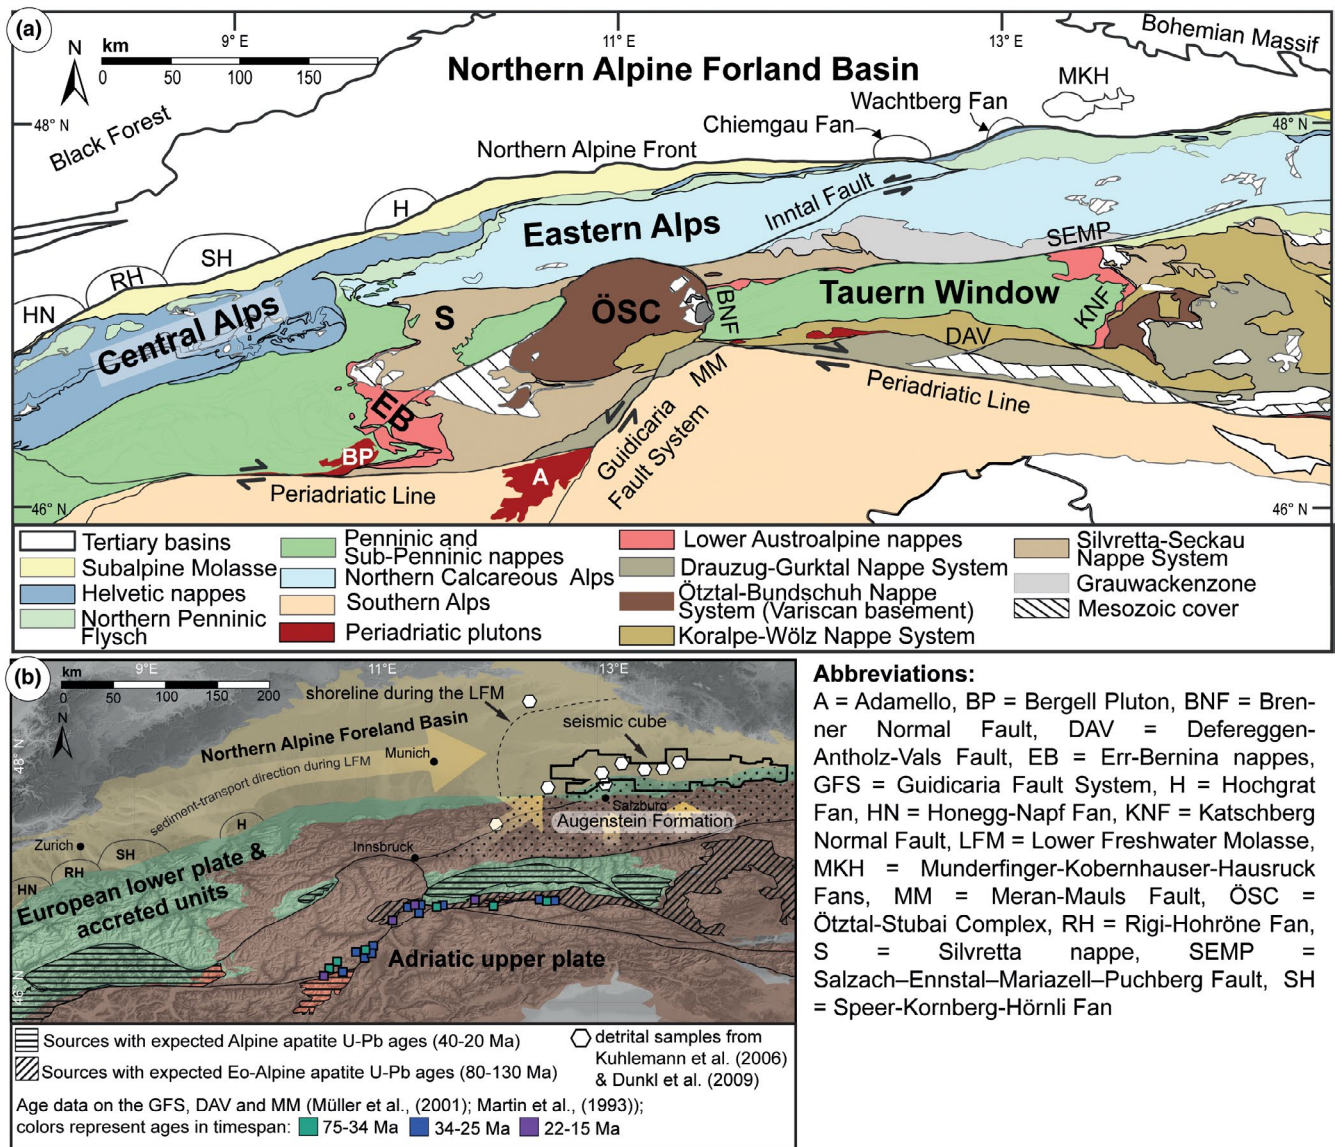 (a)
9° E
11° E
13° E
Bohemian Massif
N
km
0 50 100 150
Northern Alpine Forland Basin
MKH
Wachtberg Fan
Chiemgau Fan
48° N
48° N
Black Forest
Northern Alpine Front
H
Inntal Fault
Eastern Alps
SEMP
SH
RH
HN
Central Alps
S
ÖSC
BNF
Tauern Window
KNF
DAV
MM
Periadriatic Line
EB
BP
A
Guidicaria
Fault System
Periadriatic Line
46° N
46° N
Tertiary basins
Subalpine Molasse
Helvetic nappes
Northern Penninic
Flysch
Penninic and
Sub-Penninic nappes
Northern Calcareous Alps
Southern Alps
Periadriatic plutons
Lower Austroalpine nappes
Drauzug-Gurktal Nappe System
Ötztal-Bundschuh Nappe
System (Variscan basement)
Koralpe-Wölz Nappe System
Silvretta-Seckau
Nappe System
Grauwackenzone
Mesozoic cover
(b)
9°E
11°E
13°E
km
0 50 100 150 200
N
shoreline during the LFM
seismic cube
Northern Alpine Foreland Basin
Munich
48° N
sediment-transport direction during LFM
Salzburg
Augenstein Formation
H
Zurich
SH
RH
HN
Innsbruck
European lower plate &
accreted units
Adriatic upper plate
46° N
Sources with expected Alpine apatite U-Pb ages (40-20 Ma)
Sources with expected Eo-Alpine apatite U-Pb ages (80-130 Ma)
detrital samples from
Kuhlemann et al. (2006)
& Dunkl et al. (2009)
Age data on the GFS, DAV and MM (Müller et al., (2001); Martin et al., (1993));
colors represent ages in timespan: 75-34 Ma 34-25 Ma 22-15 Ma
Abbreviations:
A = Adamello, BP = Bergell Pluton, BNF = Bren-
ner Normal Fault, DAV = Defereggen-
Antholz-Vals Fault, EB = Err-Bernina nappes,
GFS = Guidicaria Fault System, H = Hochgrat
Fan, HN = Honegg-Napf Fan, KNF = Katschberg
Normal Fault, LFM = Lower Freshwater Molasse,
MKH = Munderfinger-Kobernhauser-Hausruck
Fans, MM = Meran-Mauls Fault, ÖSC =
Ötztal-Stubai Complex, RH = Rigi-Hohröne Fan,
S = Silvretta nappe, SEMP =
Salzach–Ennstal–Mariazell–Puchberg Fault, SH
= Speer-Kornberg-Hörnli Fan